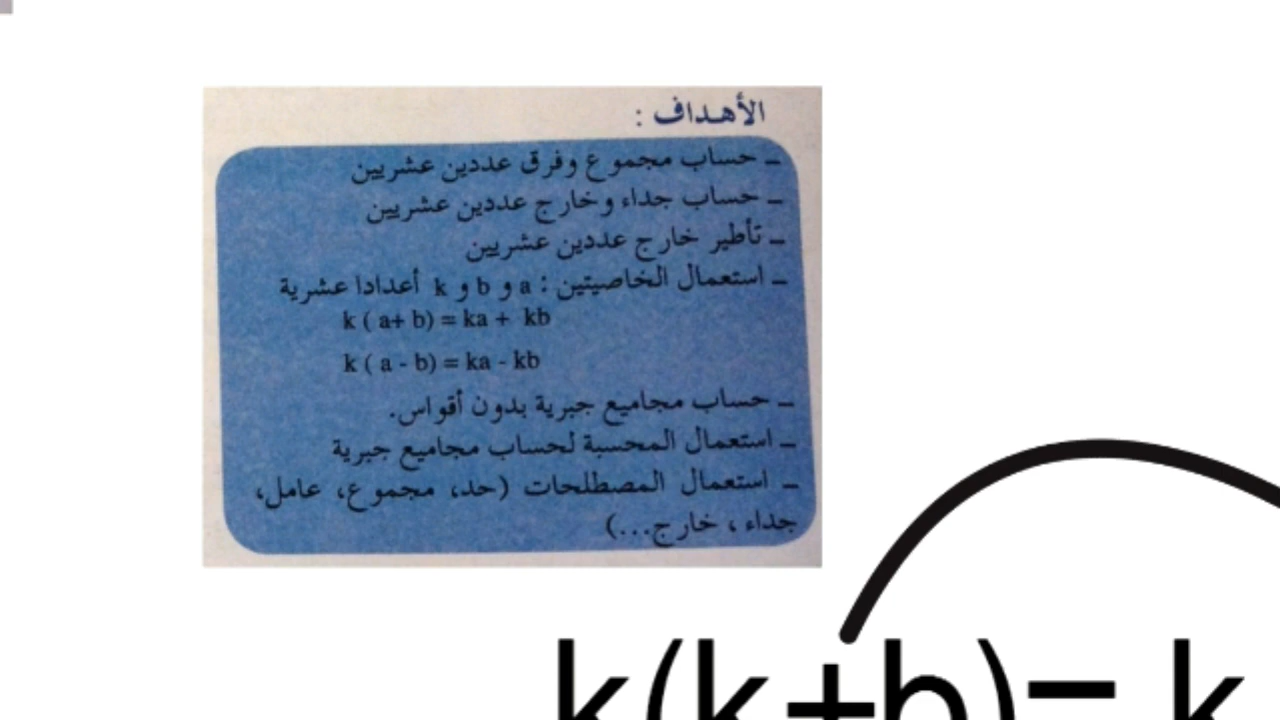 الأهداف :
ـ حساب مجموع وفرق عددين عشريين
ـ حساب جداء وخارج عددين عشريين
ـ تأطير خارج عددين عشريين
ـ استعمال الخاصيتين : a و b و k أعدادا عشرية
k ( a+ b) = ka + kb
k ( a - b) = ka - kb
ـ حساب مجاميع جبرية بدون أقواس.
ـ استعمال المحسبة لحساب مجاميع جبرية
ـ استعمال المصطلحات (حد، مجموع، عامل،
جداء ، خارج...)
k(k+b)= k